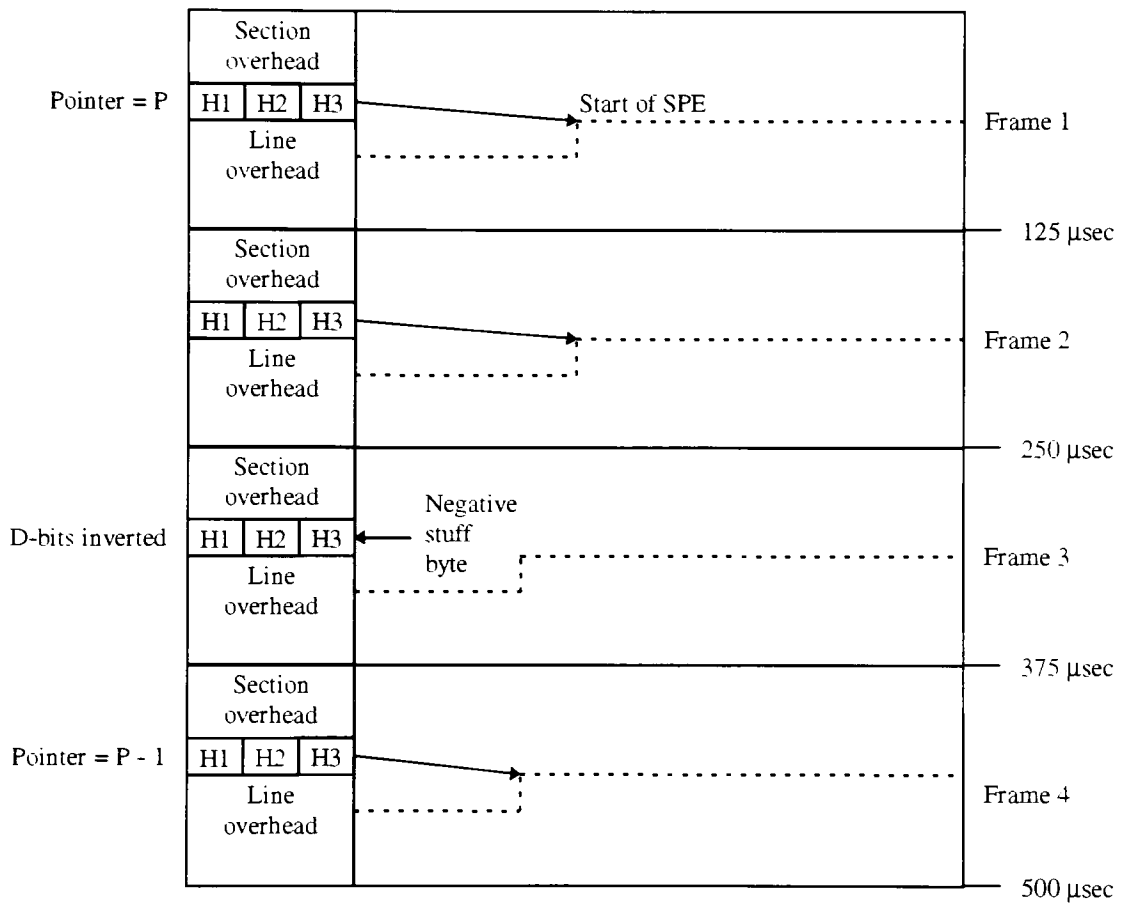 Section
overhead
Pointer = P
H1 H2 H3
Start of SPE
Frame 1
Line
overhead
125 μsec
Section
overhead
H1 H2 H3
Frame 2
Line
overhead
250 μsec
Section
overhead
Negative
stuff
byte
D-bits inverted
H1 H2 H3
Frame 3
Line
overhead
375 μsec
Section
overhead
Pointer = P - 1
H1 H2 H3
Frame 4
Line
overhead
500 μsec